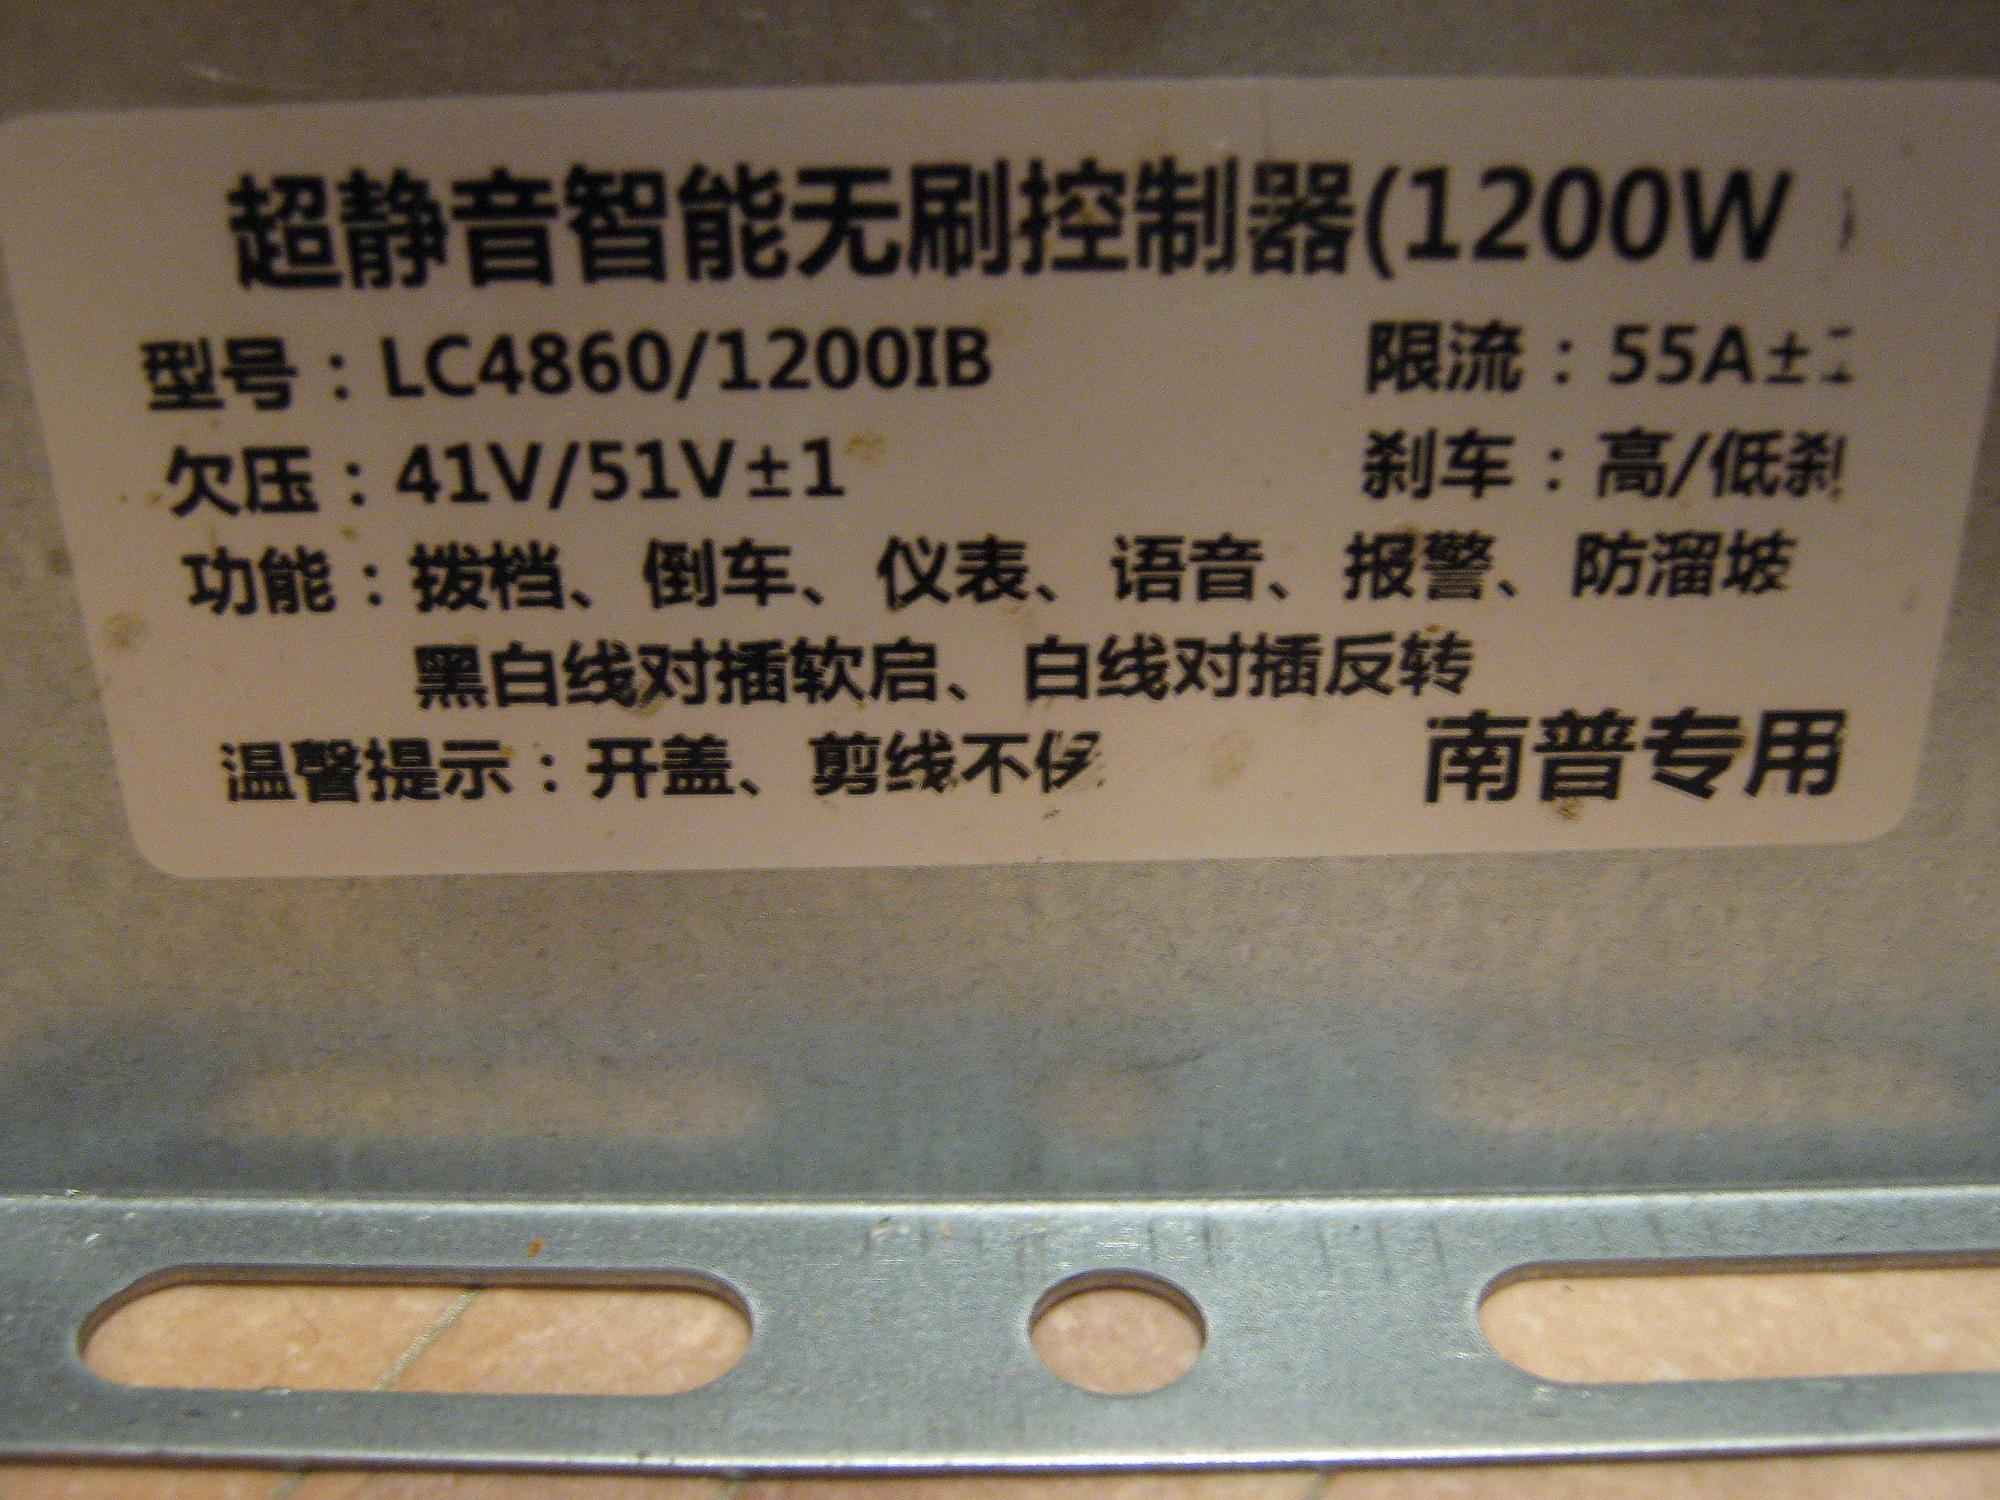 超静音智能无刷控制器(1200W )
型号：LC4860/1200IB 限流：55A±
欠压：41V/51V±1 刹车：高/低刹
功能：拨档、倒车、仪表、语音、报警、防溜坡
黑白线对插软启、白线对插反转
温馨提示：开盖、剪线不 南普专用